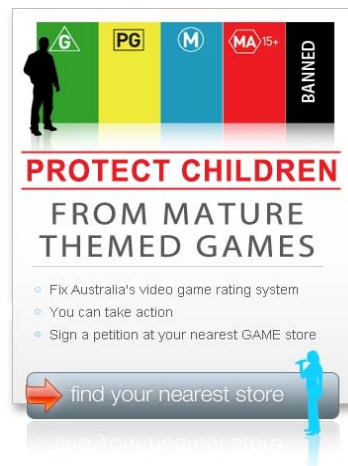 G PG M MA 15+ BANNED
PROTECT CHILDREN
FROM MATURE
THEMED GAMES
Fix Australia's video game rating system
You can take action
Sign a petition at your nearest GAME store
find your nearest store